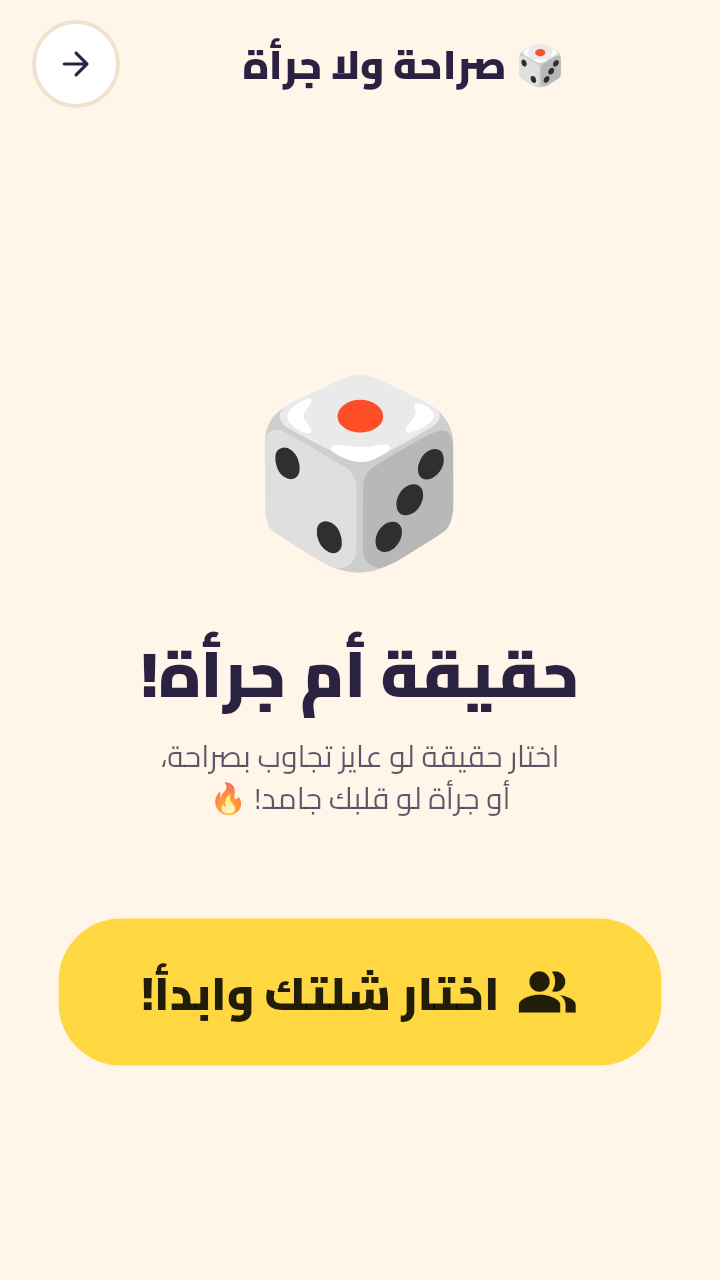 🎲 صراحة ولا جرأة
حقيقة أم جرأة!
اختار حقيقة لو عايز تجاوب بصراحة،
أو جرأة لو قلبك جامد! 🔥
اختار شلتك وابدأ!